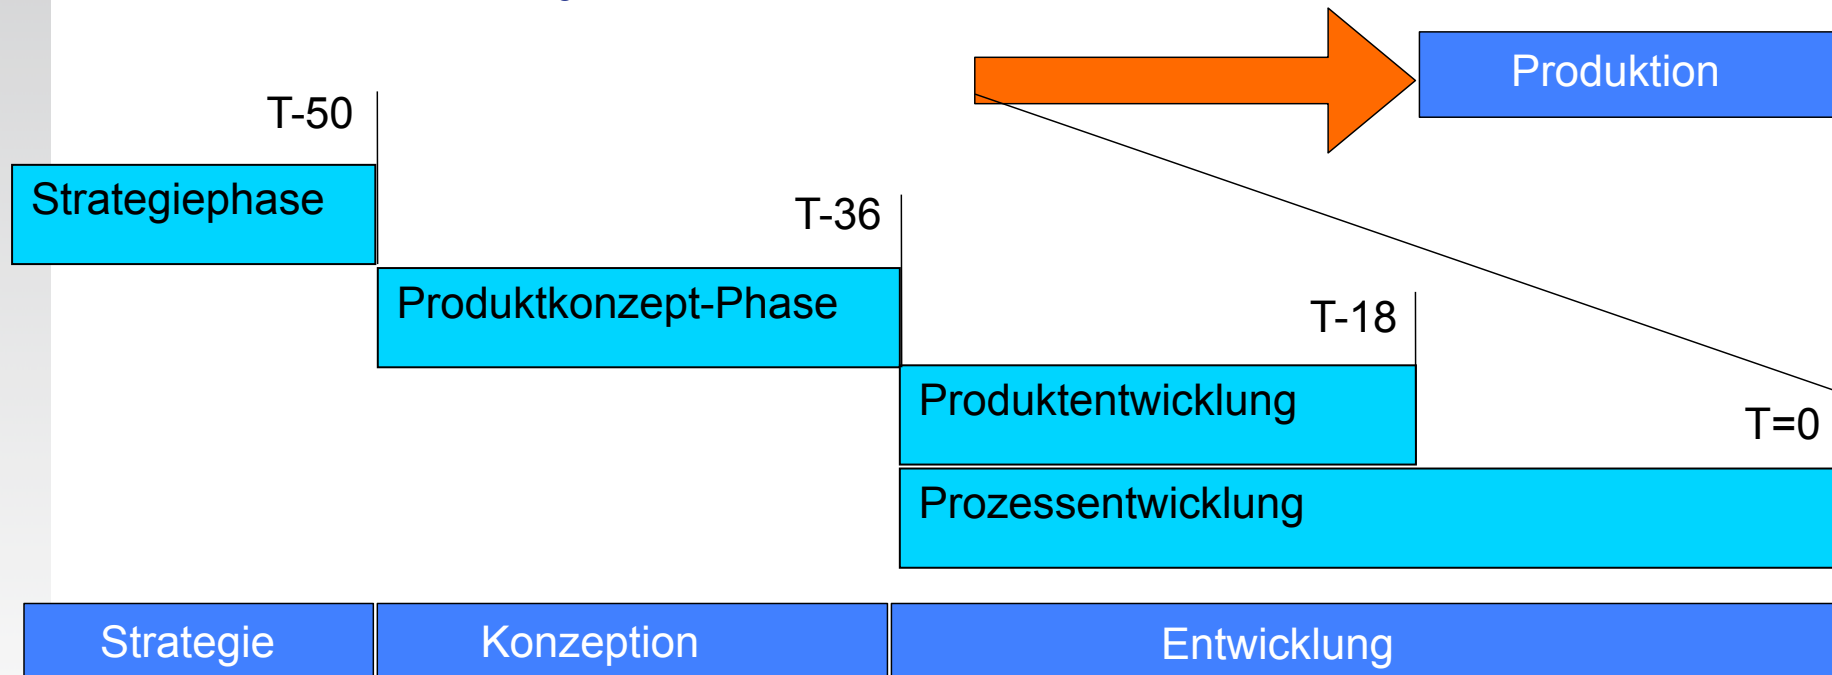 Produktion
T-50
Strategiephase
T-36
Produktkonzept-Phase
T-18
Produktentwicklung
T=0
Prozessentwicklung
Strategie
Konzeption
Entwicklung